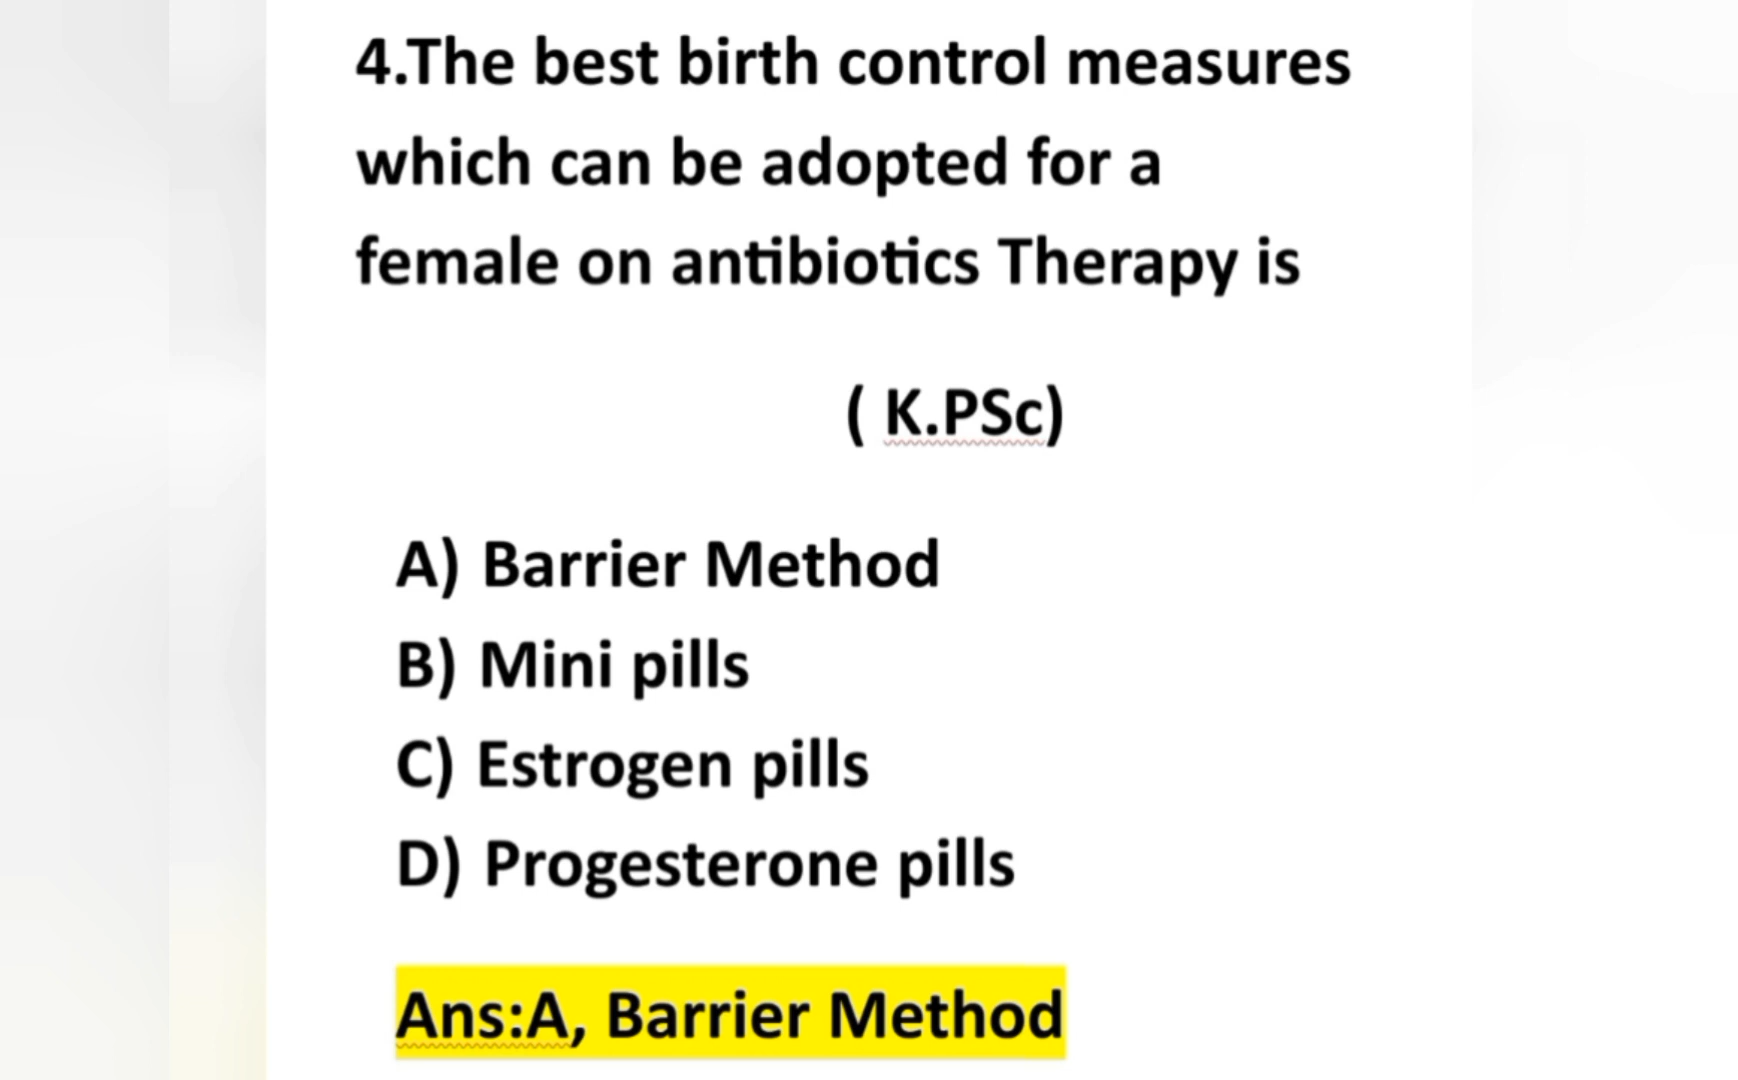 4.The best birth control measures
which can be adopted for a
female on antibiotics Therapy is
( K.PSc)
A) Barrier Method
B) Mini pills
C) Estrogen pills
D) Progesterone pills
Ans:A, Barrier Method